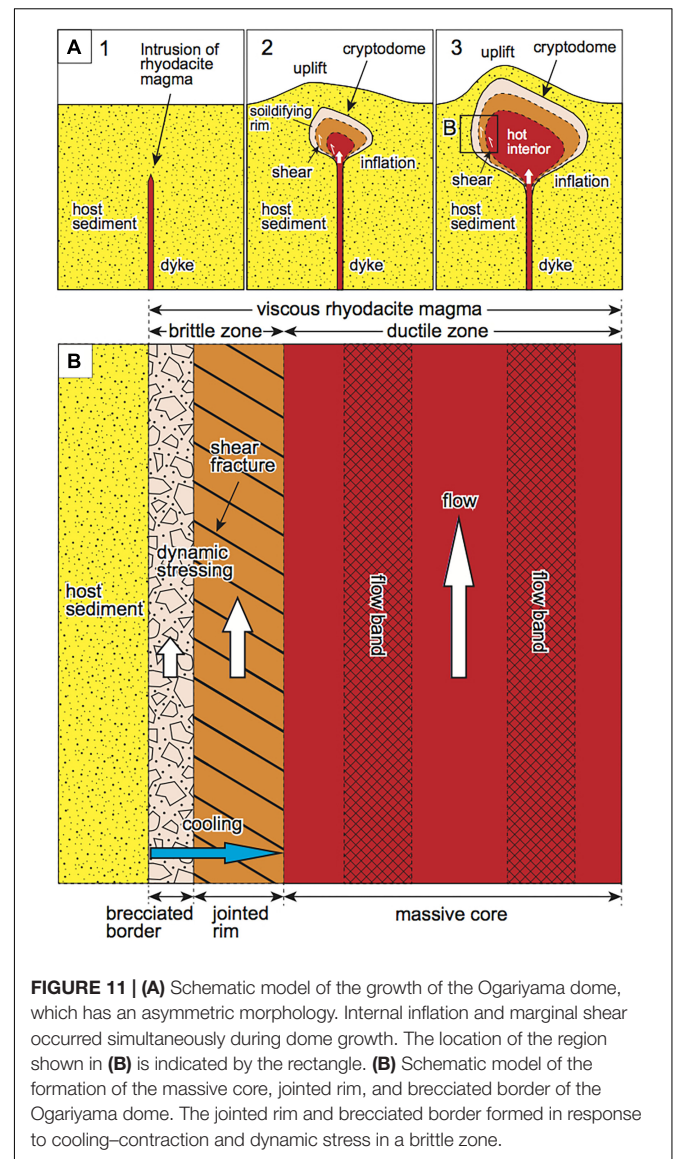 A 1
Intrusion of
rhyodacite
magma
host
sediment
dyke
2
uplift
cryptodome
soildifying
rim
shear
inflation
host
sediment
dyke
3
uplift
cryptodome
B
hot
interior
shear
inflation
host
sediment
dyke
viscous rhyodacite magma
brittle zone
ductile zone
B
shear
fracture
dynamic
stressing
host
sediment
flow
flow band
flow band
cooling
brecciated
border
jointed
rim
massive core
FIGURE 11 | (A) Schematic model of the growth of the Ogariyama dome,
which has an asymmetric morphology. Internal inflation and marginal shear
occurred simultaneously during dome growth. The location of the region
shown in (B) is indicated by the rectangle. (B) Schematic model of the
formation of the massive core, jointed rim, and brecciated border of the
Ogariyama dome. The jointed rim and brecciated border formed in response
to cooling–contraction and dynamic stress in a brittle zone.